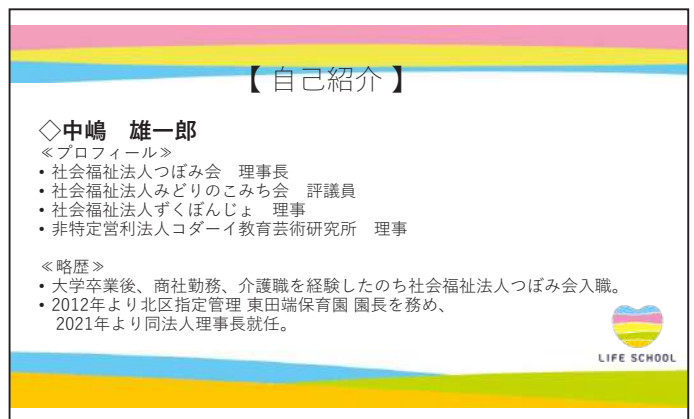 【 自己紹介 】
◇中嶋　雄一郎
≪プロフィール≫
• 社会福祉法人つぼみ会　理事長
• 社会福祉法人みどりのこみち会　評議員
• 社会福祉法人ずくぼんじょ　理事
• 非特定営利法人コダーイ教育芸術研究所　理事
≪略歴≫
• 大学卒業後、商社勤務、介護職を経験したのち社会福祉法人つぼみ会入職。
• 2012年より北区指定管理 東田端保育園 園長を務め、
2021年より同法人理事長就任。
LIFE SCHOOL